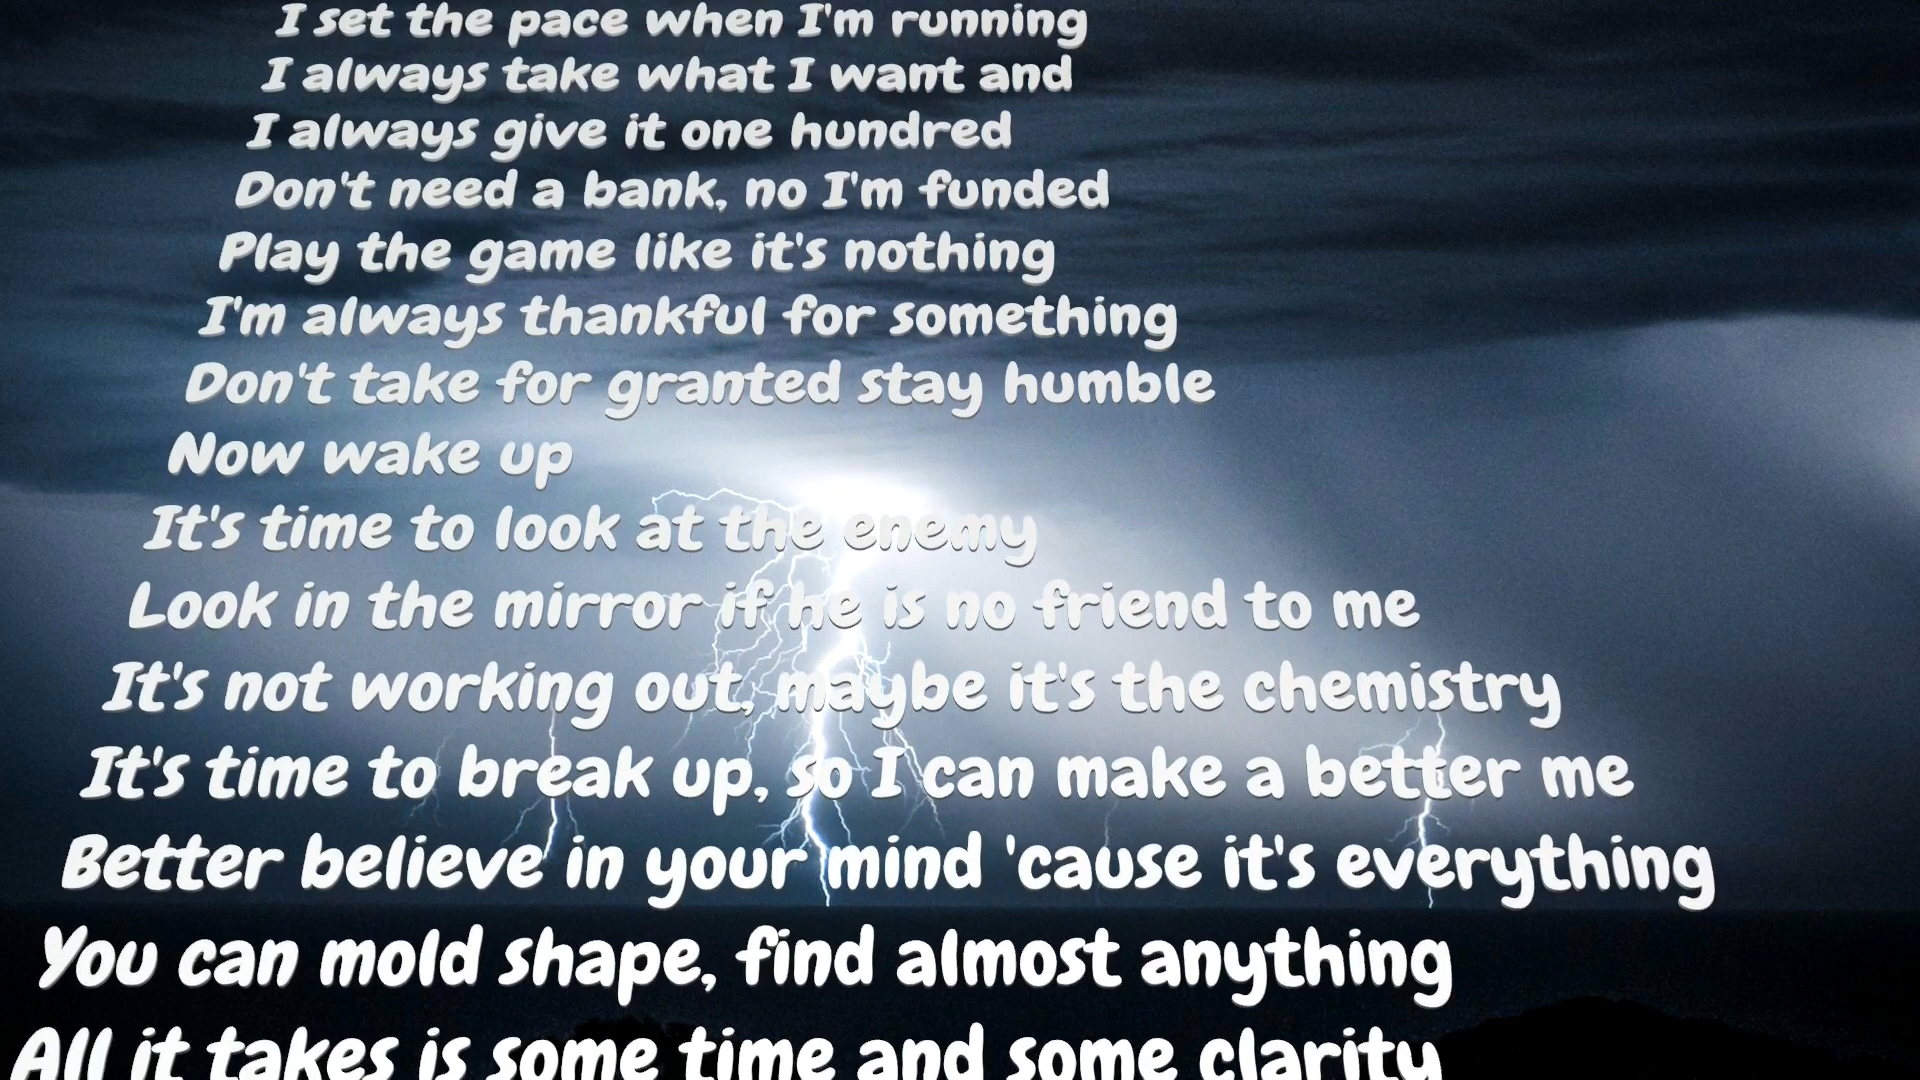 I set the pace when I'm running
I always take what I want and
I always give it one hundred
Don't need a bank, no I'm funded
Play the game like it's nothing
I'm always thankful for something
Don't take for granted stay humble
Now wake up
It's time to look at the enemy
Look in the mirror if he is no friend to me
It's not working out, maybe it's the chemistry
It's time to break up, so I can make a better me
Better believe in your mind 'cause it's everything
You can mold shape, find almost anything
All it takes is some time and some clarity